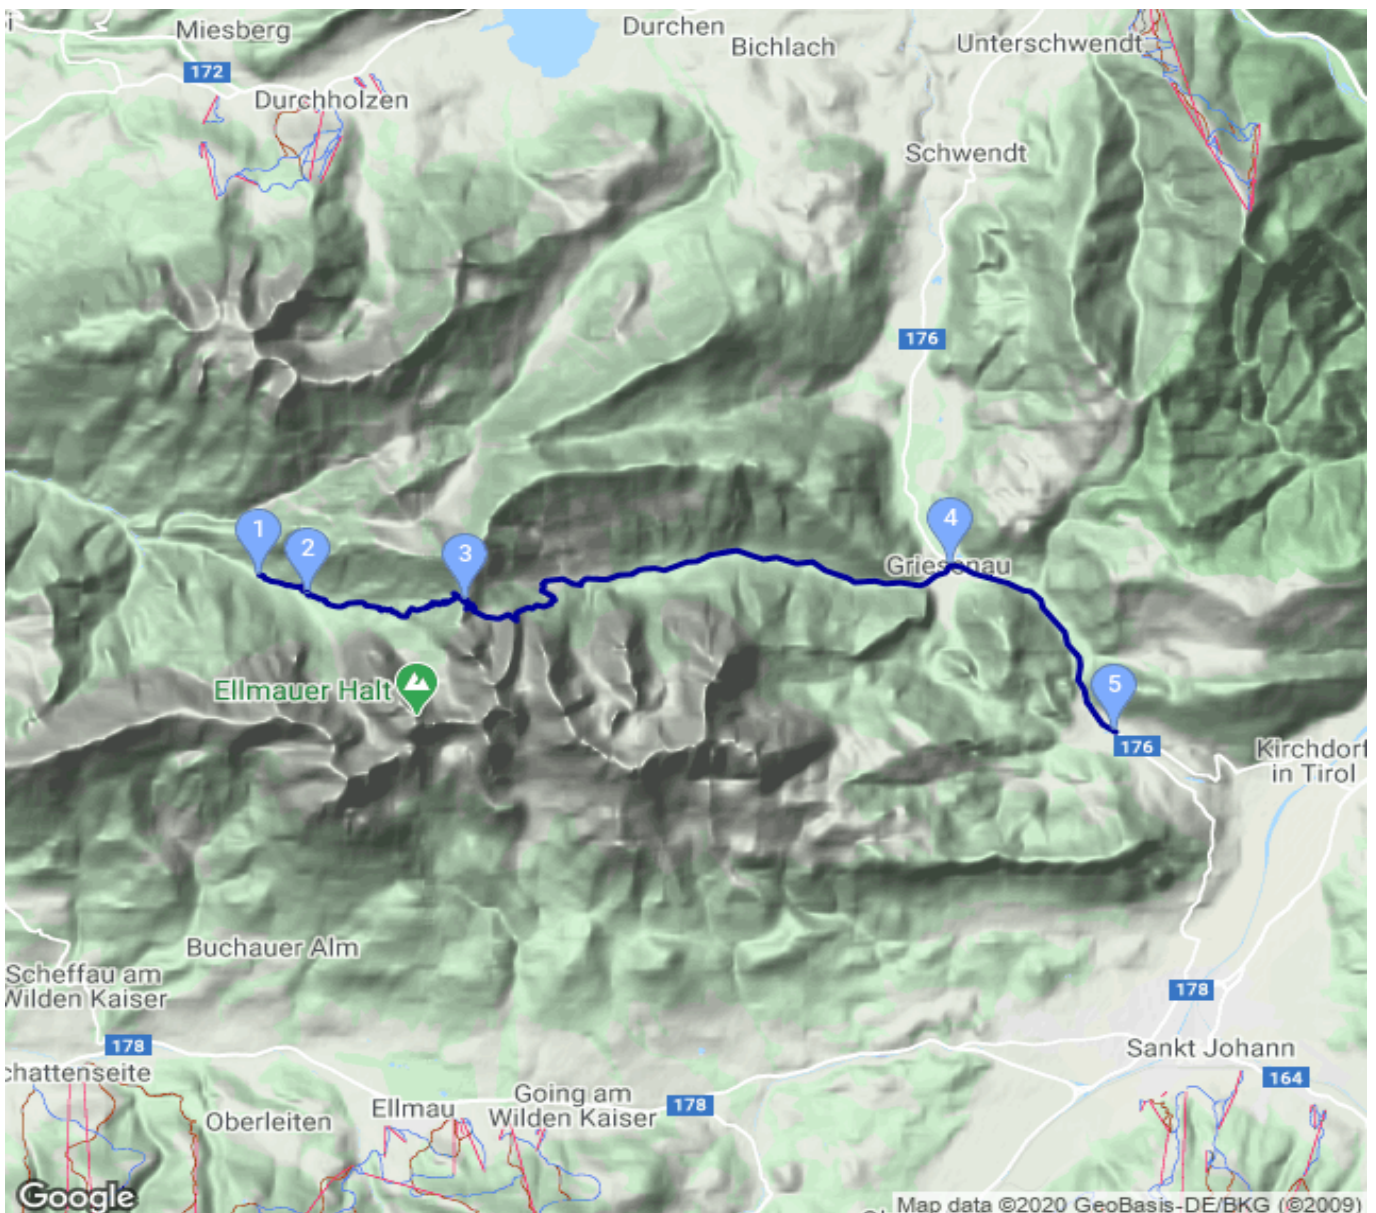 Miesberg
Durchen
Bichlach
Unterschwendt
172
Durchholzen
Schwendt
176
1
2
3
4
Griesenau
Ellmauer Halt
5
176
Kirchdorf
in Tirol
Buchauer Alm
Scheffau am
Wilden Kaiser
178
178
Sankt Johann
chattenseite
164
Going am
Wilden Kaiser
178
Ellmau
Oberleiten
Google
Map data ©2020 GeoBasis-DE/BKG (©2009)